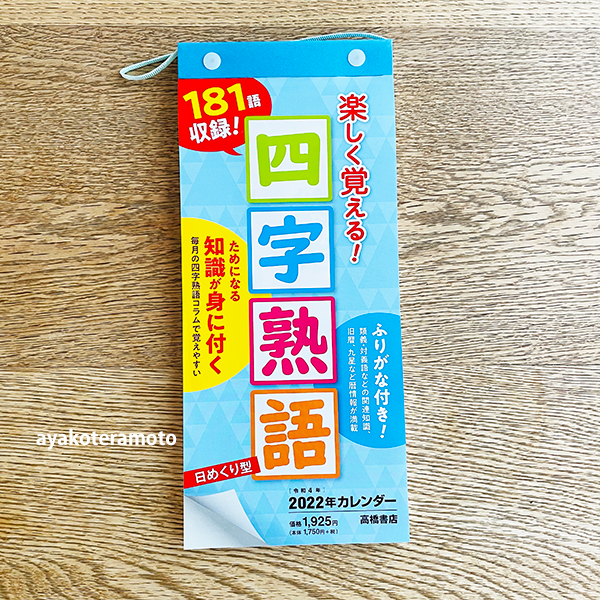 181語
収録!
楽しく覚える!
四
字
熟
語
ためになる
知識が身に付く
毎月の四字熟語コラムで覚えやすい
ふりがな付き!
類義・対義語などの関連知識、
旧暦、九星など暦情報が満載
日めくり型
ayakoteramoto
「令和4年」
2022年カレンダー
価格1,925円
(本体 1,750円+税)
高橋書店